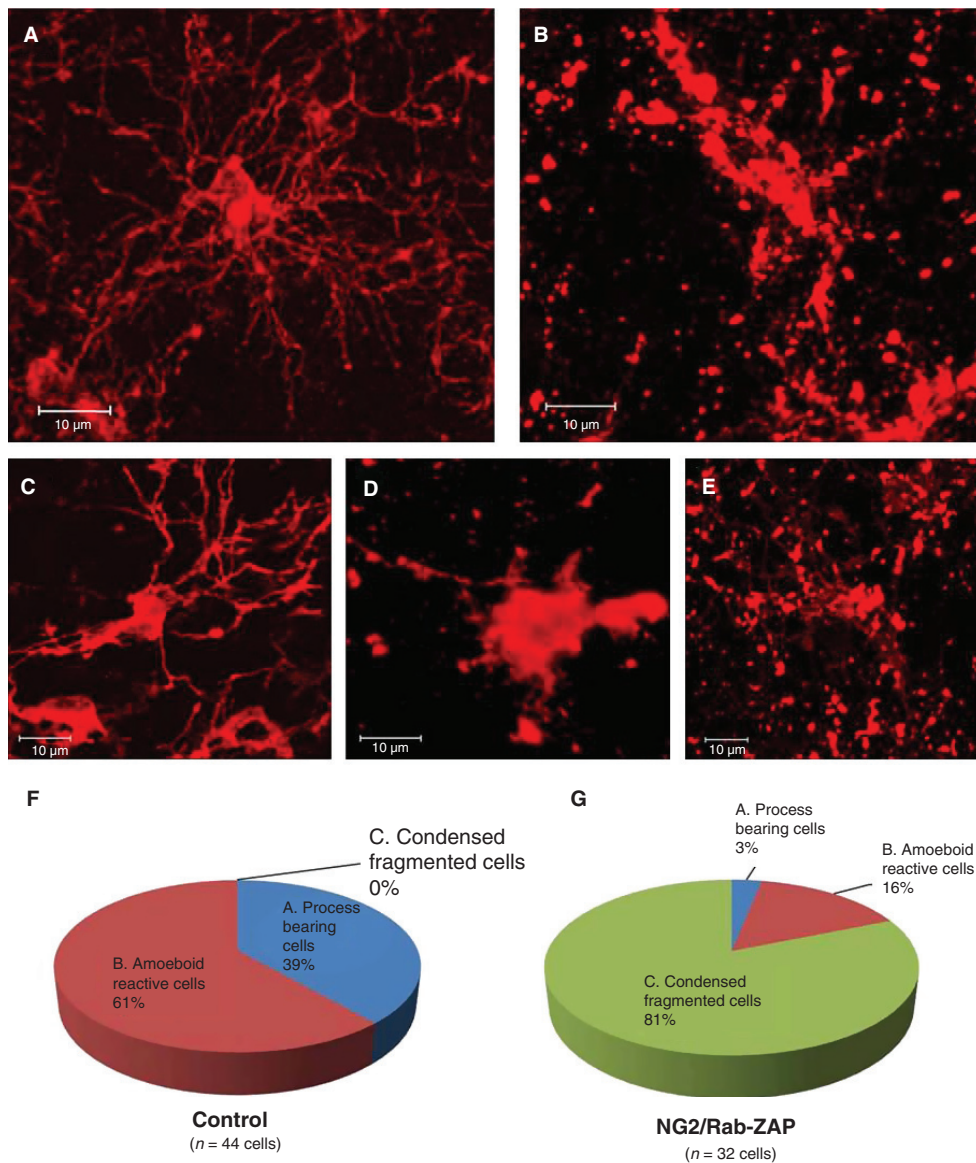 A
B
10 µm
10 µm
C
D
E
10 µm
10 µm
10 µm
F
G
C. Condensed
fragmented cells
0%
A. Process
bearing
cells
39%
B. Amoeboid
reactive cells
61%
Control
(n = 44 cells)
A. Process
bearing cells
3%
B. Amoeboid
reactive cells
16%
C. Condensed
fragmented cells
81%
NG2/Rab-ZAP
(n = 32 cells)